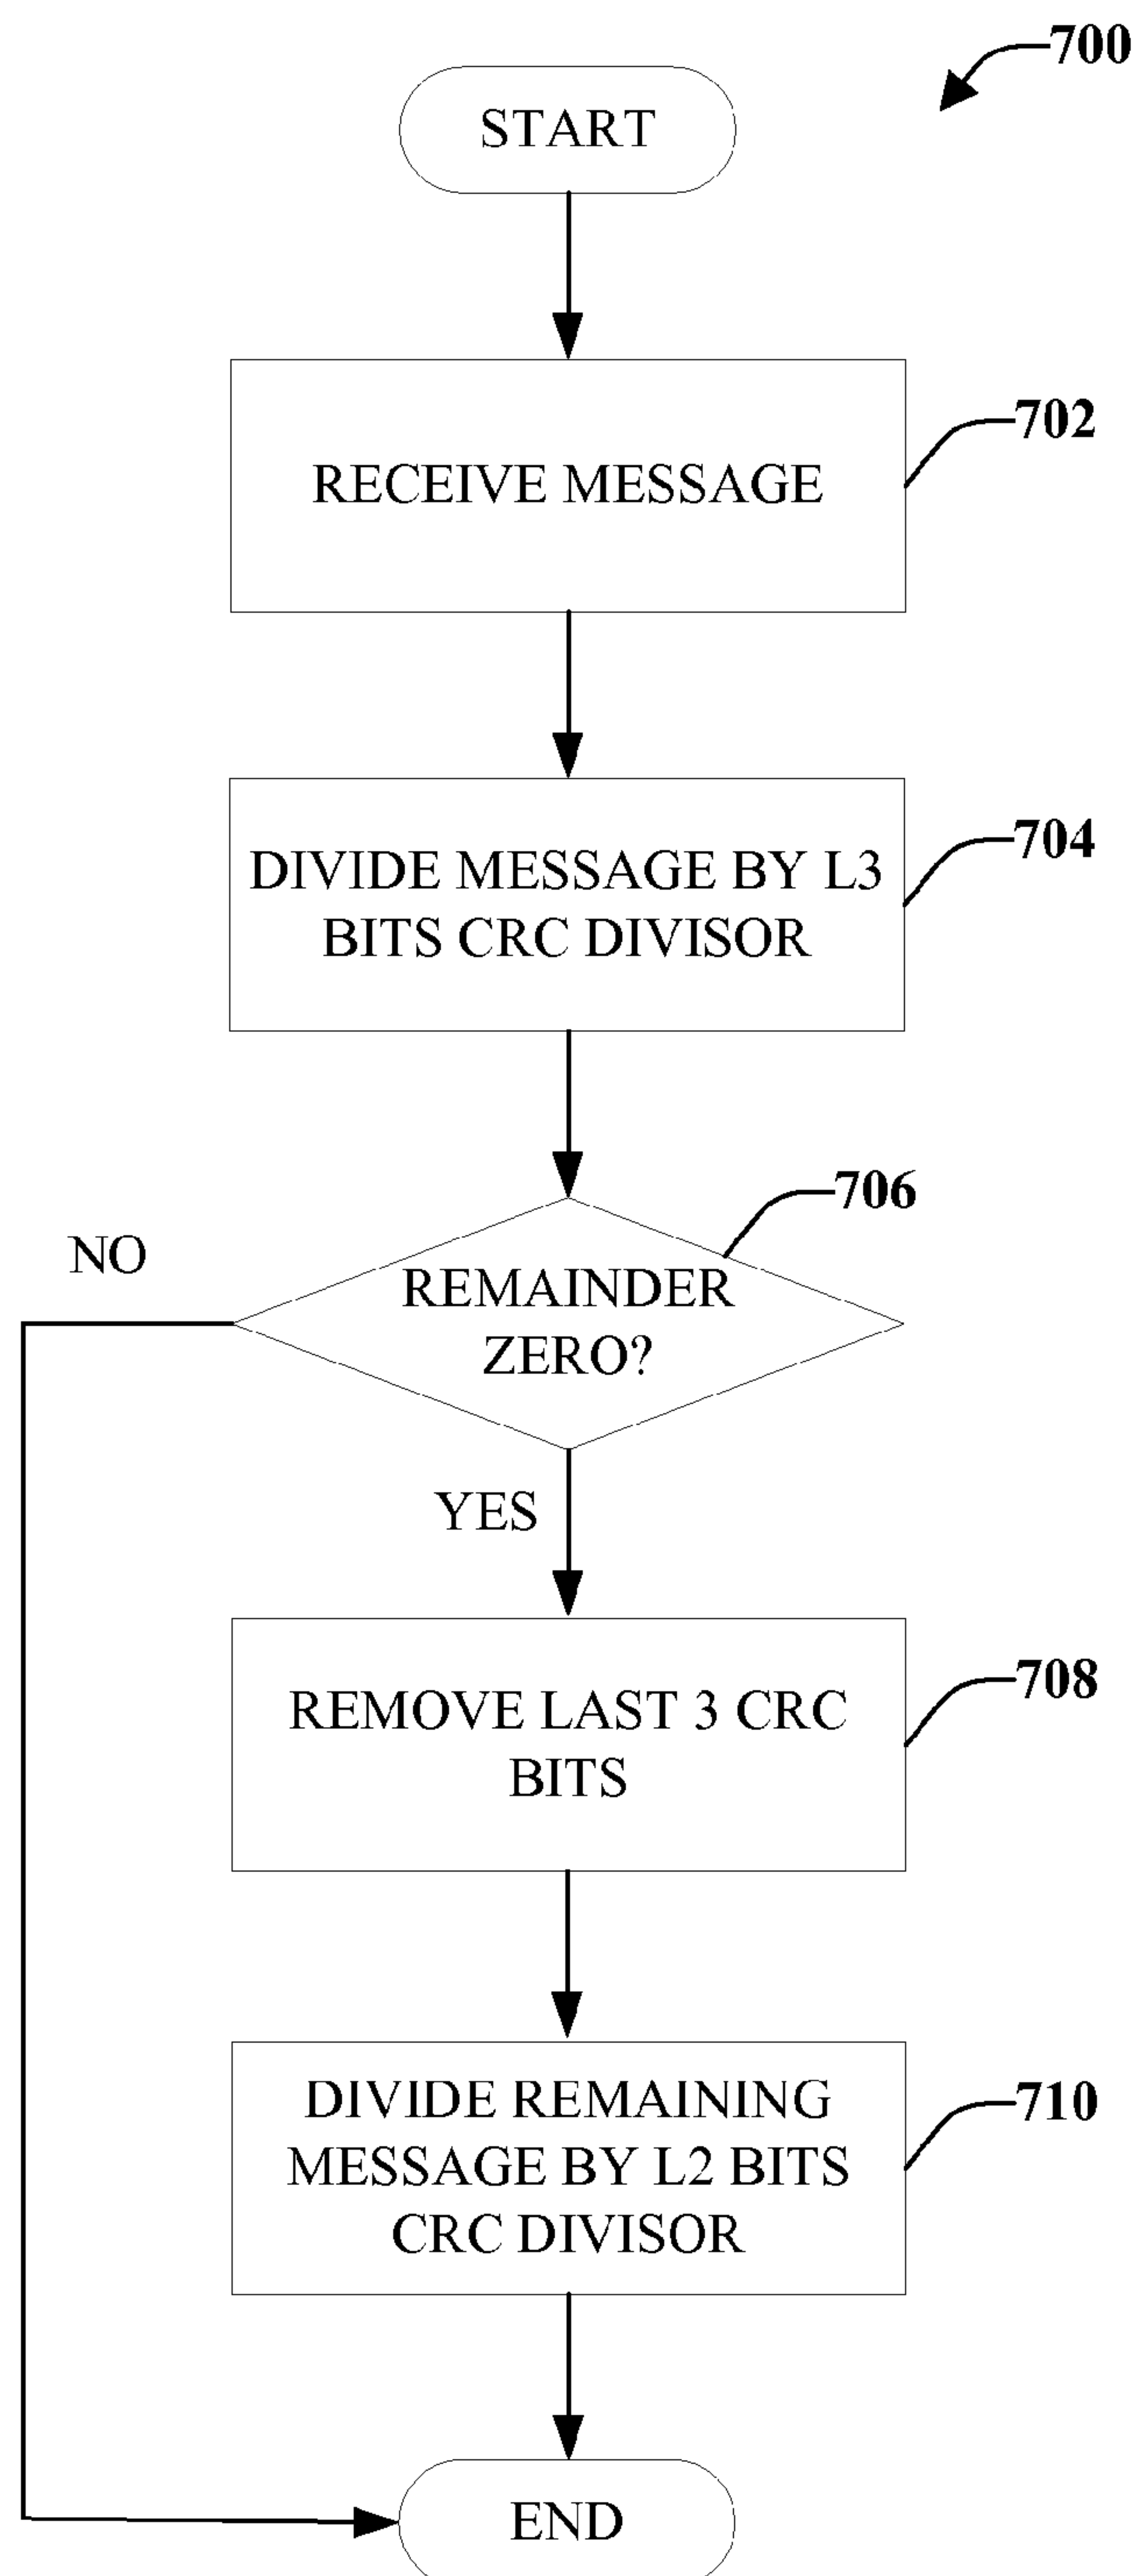 700
START
702
RECEIVE MESSAGE
704
DIVIDE MESSAGE BY L3
BITS CRC DIVISOR
706
NO
REMAINDER
ZERO?
YES
708
REMOVE LAST 3 CRC
BITS
710
DIVIDE REMAINING
MESSAGE BY L2 BITS
CRC DIVISOR
END